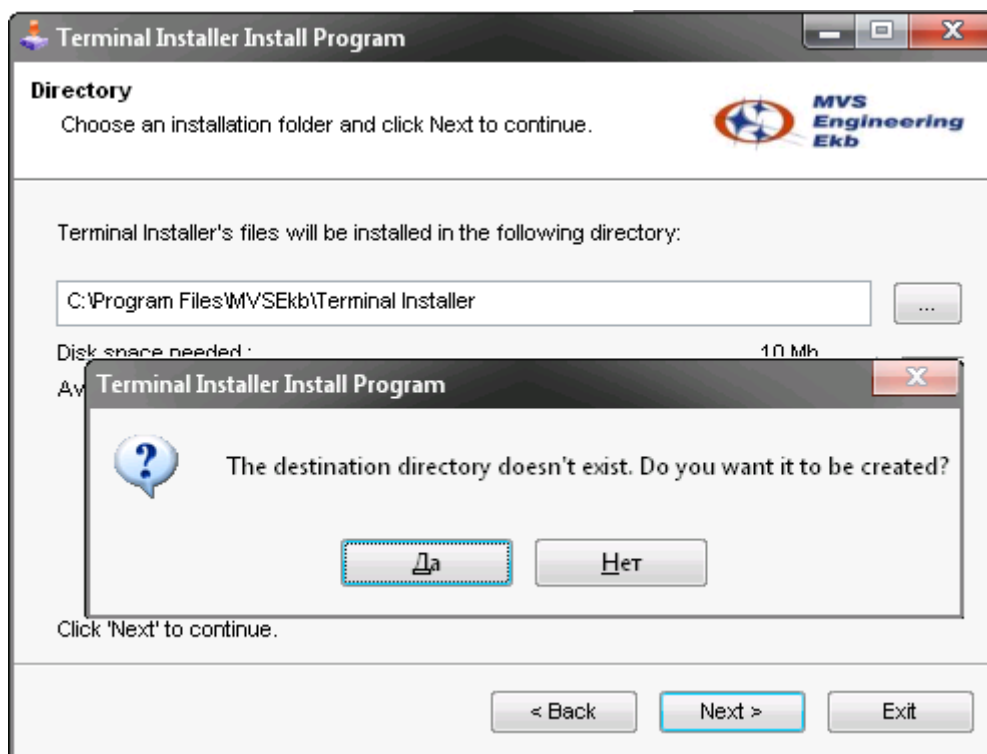 Terminal Installer Install Program
Directory
Choose an installation folder and click Next to continue.
MVS
Engineering
Ekb
Terminal Installer's files will be installed in the following directory:
C:\Program Files\MVSEkb\Terminal Installer
...
Disk space needed : 10 Mb
Av
Terminal Installer Install Program
The destination directory doesn't exist. Do you want it to be created?
Да Нет
Click 'Next' to continue.
< Back Next > Exit